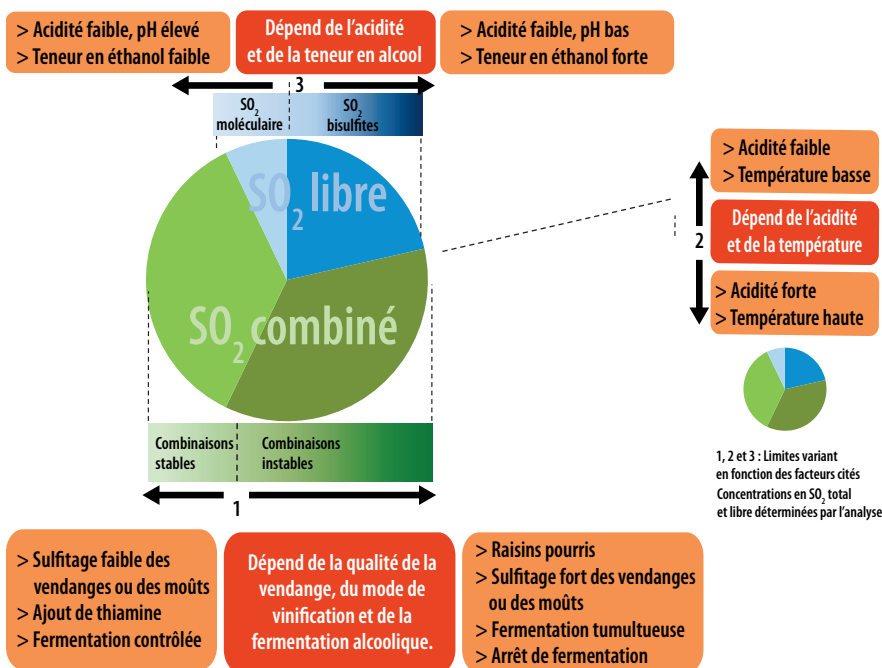 > Acidité faible, pH élevé
> Teneur en éthanol faible
Dépend de l'acidité
et de la teneur en alcool
> Acidité faible, pH bas
> Teneur en éthanol forte
3
SO2
moléculaire
SO2
bisulfites
SO2 libre
SO2 combiné
> Acidité faible
> Température basse
2
Dépend de l'acidité
et de la température
> Acidité forte
> Température haute
Combinaisons
stables
Combinaisons
instables
1
1, 2 et 3 : Limites variant
en fonction des facteurs cités
Concentrations en SO2 total
et libre déterminées par l'analyse
> Sulfitage faible des
vendanges ou des moûts
> Ajout de thiamine
> Fermentation contrôlée
Dépend de la qualité de la
vendange, du mode de
vinification et de la
fermentation alcoolique.
> Raisins pourris
> Sulfitage fort des vendanges
ou des moûts
> Fermentation tumultueuse
> Arrêt de fermentation